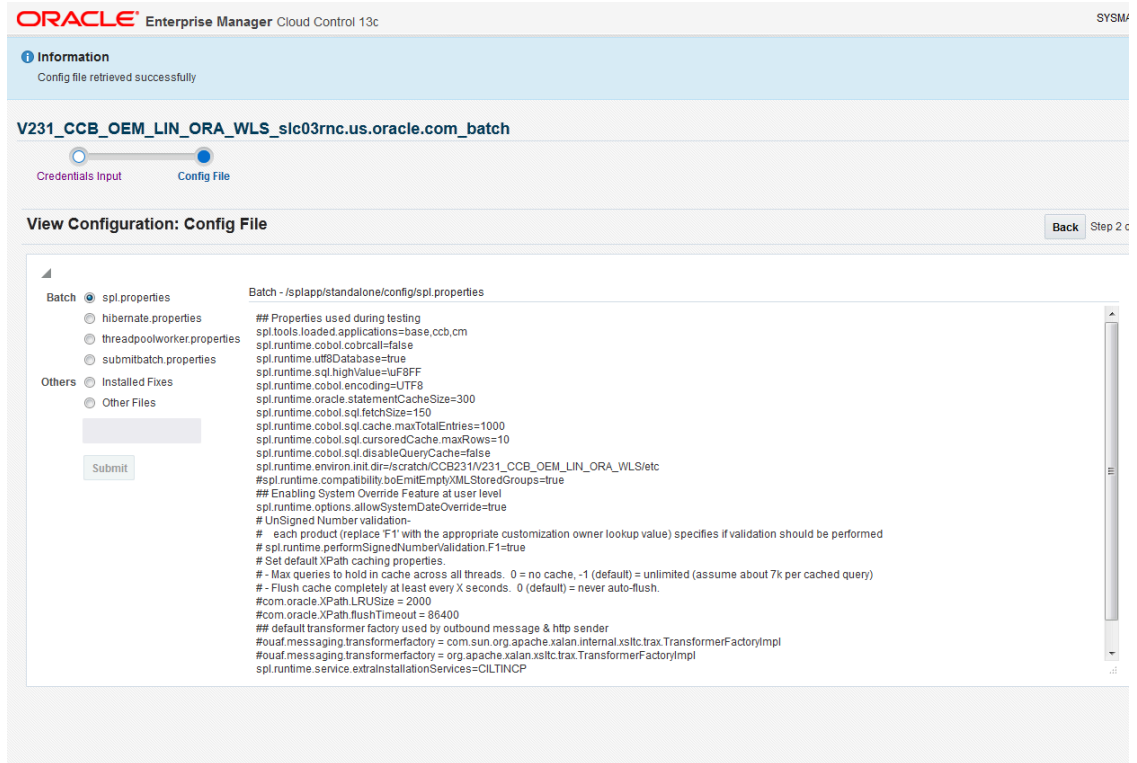 ORACLE® Enterprise Manager Cloud Control 13c
SYSMA
Information
Config file retrieved successfully
V231_CCB_OEM_LIN_ORA_WLS_slc03rnc.us.oracle.com_batch
Credentials Input
Config File
View Configuration: Config File
Back
Step 2 o
Batch
spl.properties
hibernate.properties
threadpoolworker.properties
submitbatch.properties
Others
Installed Fixes
Other Files
Submit
Batch - /splapp/standalone/config/spl.properties
## Properties used during testing
spl.tools.loaded.applications=base,ccb,cm
spl.runtime.cobol.cobrcall=false
spl.runtime.utf8Database=true
spl.runtime.sql.highValue=\uF8FF
spl.runtime.cobol.encoding=UTF8
spl.runtime.oracle.statementCacheSize=300
spl.runtime.cobol.sql.fetchSize=150
spl.runtime.cobol.sql.cache.maxTotalEntries=1000
spl.runtime.cobol.sql.cursoredCache.maxRows=10
spl.runtime.cobol.sql.disableQueryCache=false
spl.runtime.environ.init.dir=/scratch/CCB231/V231_CCB_OEM_LIN_ORA_WLS/etc
#spl.runtime.compatibility.boEmitEmptyXMLStoredGroups=true
## Enabling System Override Feature at user level
spl.runtime.options.allowSystemDateOverride=true
# UnSigned Number validation-
# each product (replace 'F1' with the appropriate customization owner lookup value) specifies if validation should be performed
# spl.runtime.performSignedNumberValidation.F1=true
# Set default XPath caching properties.
# - Max queries to hold in cache across all threads. 0 = no cache, -1 (default) = unlimited (assume about 7k per cached query)
# - Flush cache completely at least every X seconds. 0 (default) = never auto-flush.
#com.oracle.XPath.LRUSize = 2000
#com.oracle.XPath.flushTimeout = 86400
## default transformer factory used by outbound message & http sender
#ouaf.messaging.transformerfactory = com.sun.org.apache.xalan.internal.xsltc.trax.TransformerFactoryImpl
#ouaf.messaging.transformerfactory = org.apache.xalan.xsltc.trax.TransformerFactoryImpl
spl.runtime.service.extraInstallationServices=CILTINCP